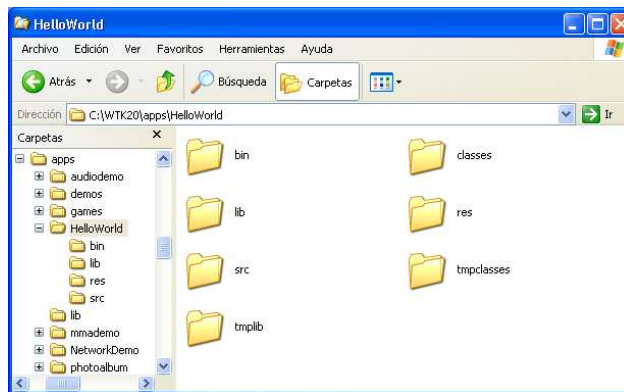 HelloWorld
Archivo Edición Ver Favoritos Herramientas Ayuda
Atrás Búsqueda Carpetas
Dirección C:\WTK20\apps\HelloWorld Ir
Carpetas
apps
audiodemo
demos
games
HelloWorld
bin
lib
res
src
lib
mmademo
NetworkDemo
photoalbum
bin classes
lib res
src tmpclasses
tmplib